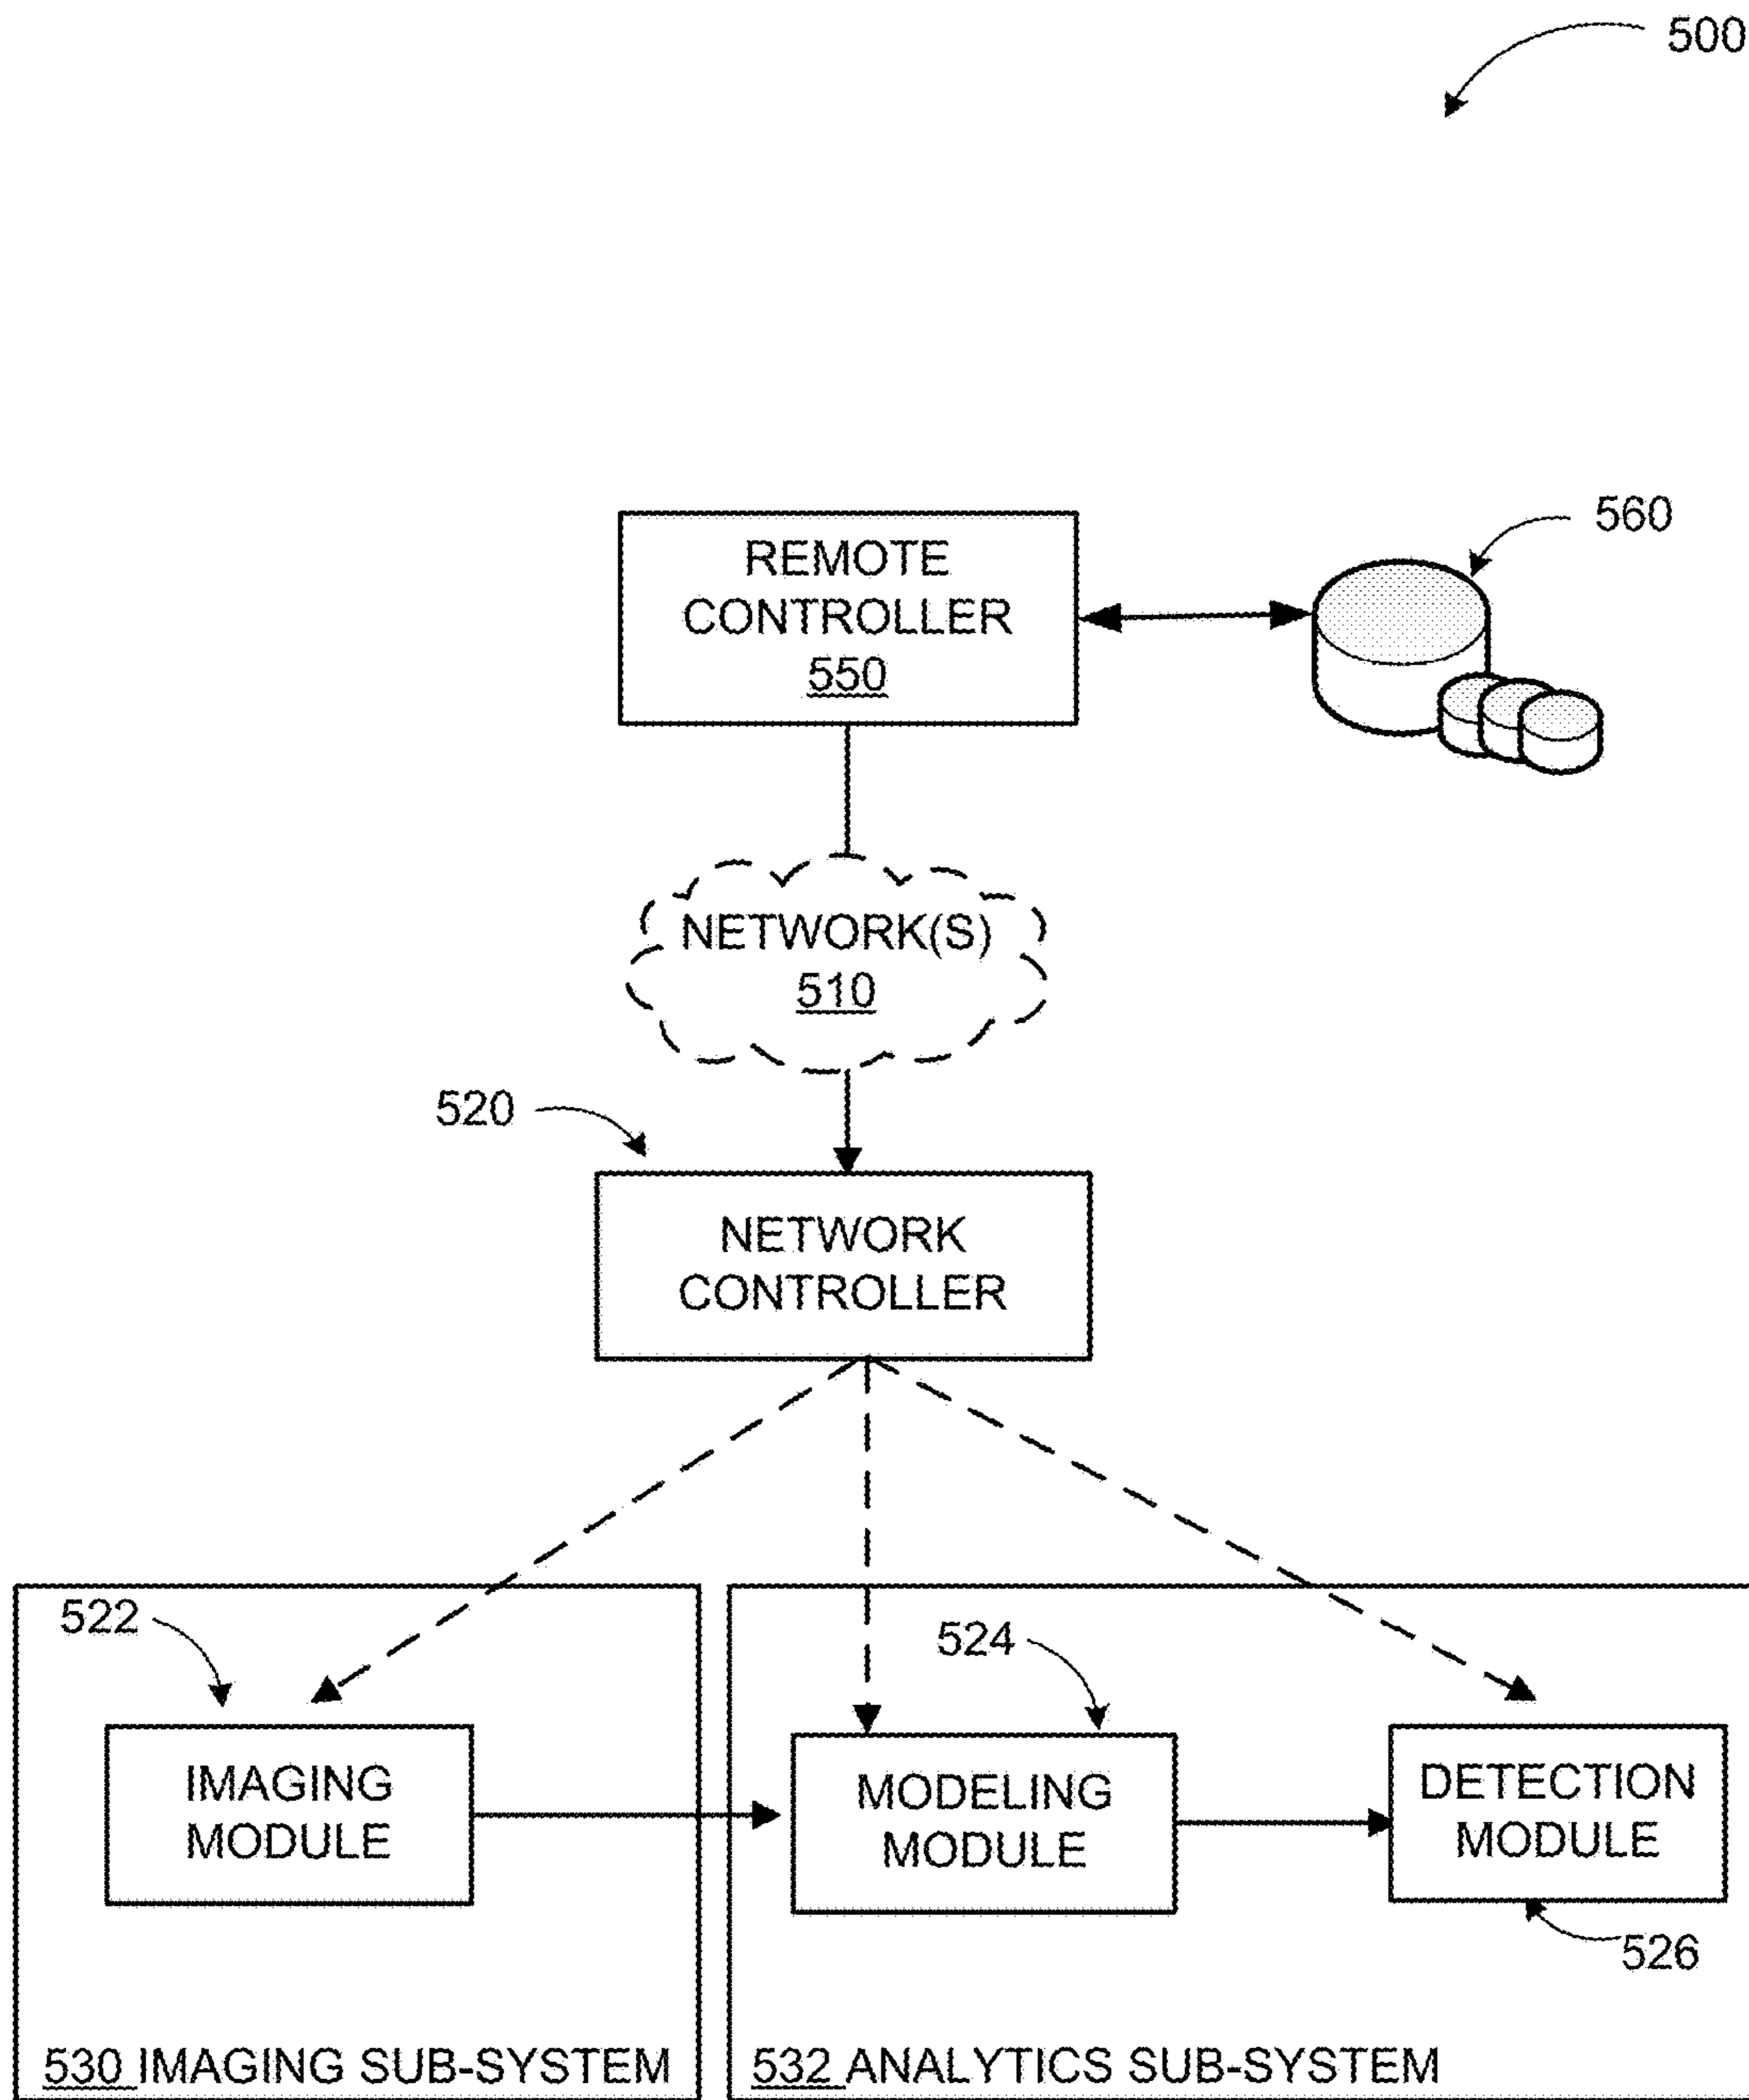 500
560
REMOTE
CONTROLLER
550
NETWORK(S)
510
520
NETWORK
CONTROLLER
522
524
IMAGING
MODULE
MODELING
MODULE
DETECTION
MODULE
526
530 IMAGING SUB-SYSTEM
532 ANALYTICS SUB-SYSTEM